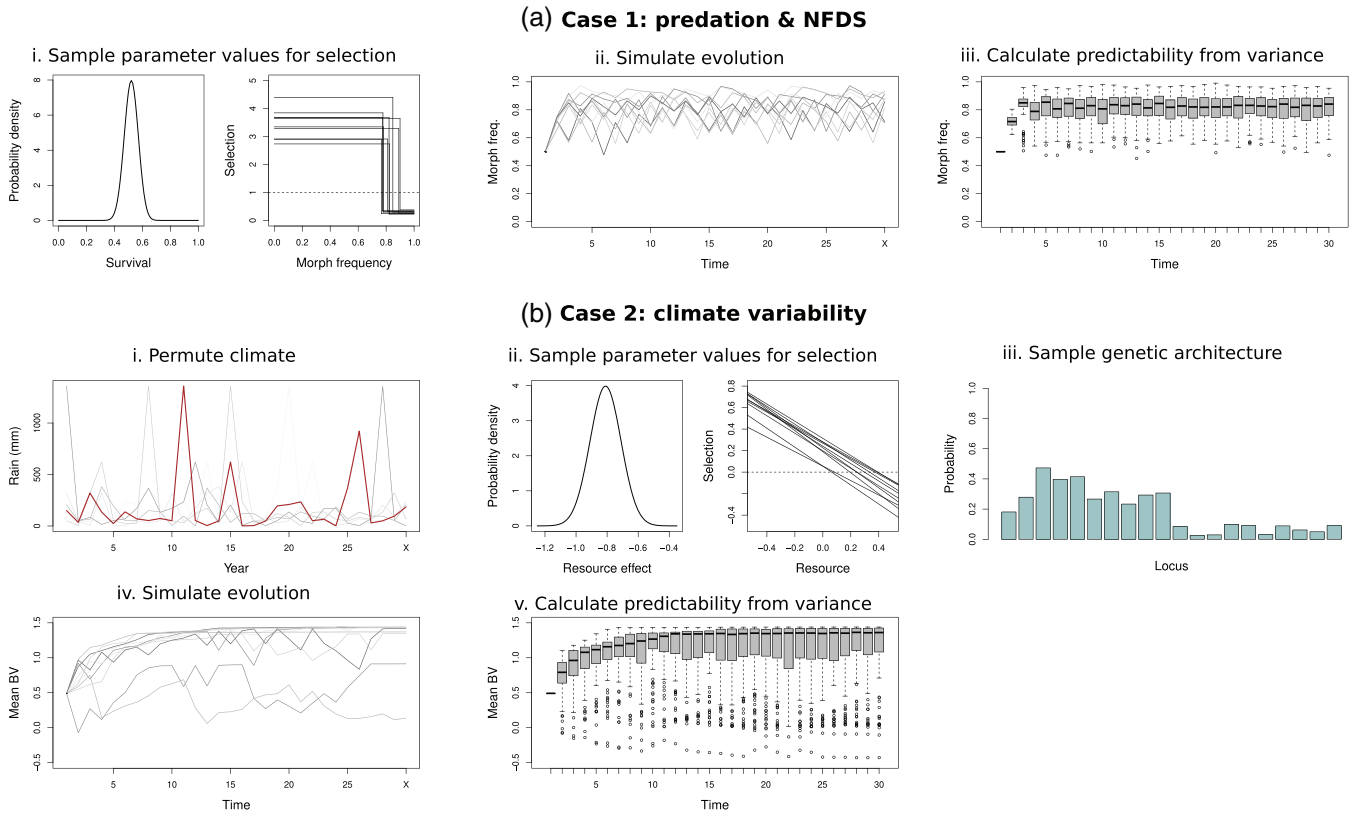 (a) Case 1: predation & NFDS
i. Sample parameter values for selection
Probability density
0 2 4 6 8
0.0 0.2 0.4 0.6 0.8 1.0
Survival
Selection
0 1 2 3 4 5
0.0 0.2 0.4 0.6 0.8 1.0
Morph frequency
ii. Simulate evolution
Morph freq.
0.0 0.2 0.4 0.6 0.8 1.0
5 10 15 20 25 X
Time
iii. Calculate predictability from variance
Morph freq.
0.0 0.2 0.4 0.6 0.8 1.0
5 10 15 20 25 30
Time
(b) Case 2: climate variability
i. Permute climate
Rain (mm)
0 500 1000
5 10 15 20 25 X
Year
ii. Sample parameter values for selection
Probability density
0 1 2 3 4
−1.2 −1.0 −0.8 −0.6 −0.4
Resource effect
Selection
−0.4 0.0 0.2 0.4 0.6 0.8
−0.4 −0.2 0.0 0.2 0.4
Resource
iii. Sample genetic architecture
Probability
0.0 0.2 0.4 0.6 0.8 1.0
Locus
iv. Simulate evolution
Mean BV
−0.5 0.0 0.5 1.0 1.5
5 10 15 20 25 X
Time
v. Calculate predictability from variance
Mean BV
−0.5 0.0 0.5 1.0 1.5
5 10 15 20 25 30
Time